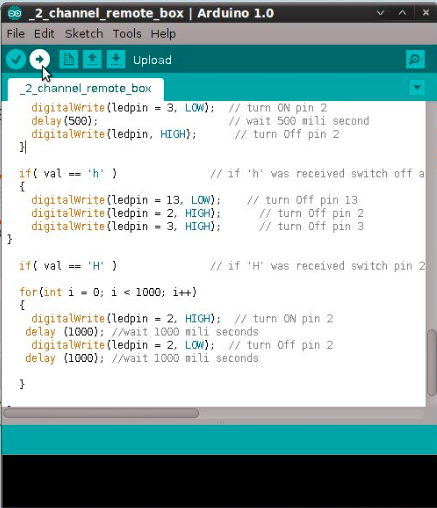 _2_channel_remote_box | Arduino 1.0
File Edit Sketch Tools Help
Upload
_2_channel_remote_box
digitalWrite(ledpin = 3, LOW);  // turn ON pin 2
delay(500);                   // wait 500 mili second
digitalWrite(ledpin, HIGH);      // turn Off pin 2
}
if( val == 'h' )              // if 'h' was received switch off a
{
digitalWrite(ledpin = 13, LOW);    // turn Off pin 13
digitalWrite(ledpin = 2, HIGH);      // turn Off pin 2
digitalWrite(ledpin = 3, HIGH);      // turn Off pin 3
}
if( val == 'H' )              // if 'H' was received switch pin 2
for(int i = 0; i < 1000; i++)
{
digitalWrite(ledpin = 2, HIGH);  // turn ON pin 2
delay (1000); //wait 1000 mili seconds
digitalWrite(ledpin = 2, LOW);  // turn Off pin 2
delay (1000); //wait 1000 mili seconds
}